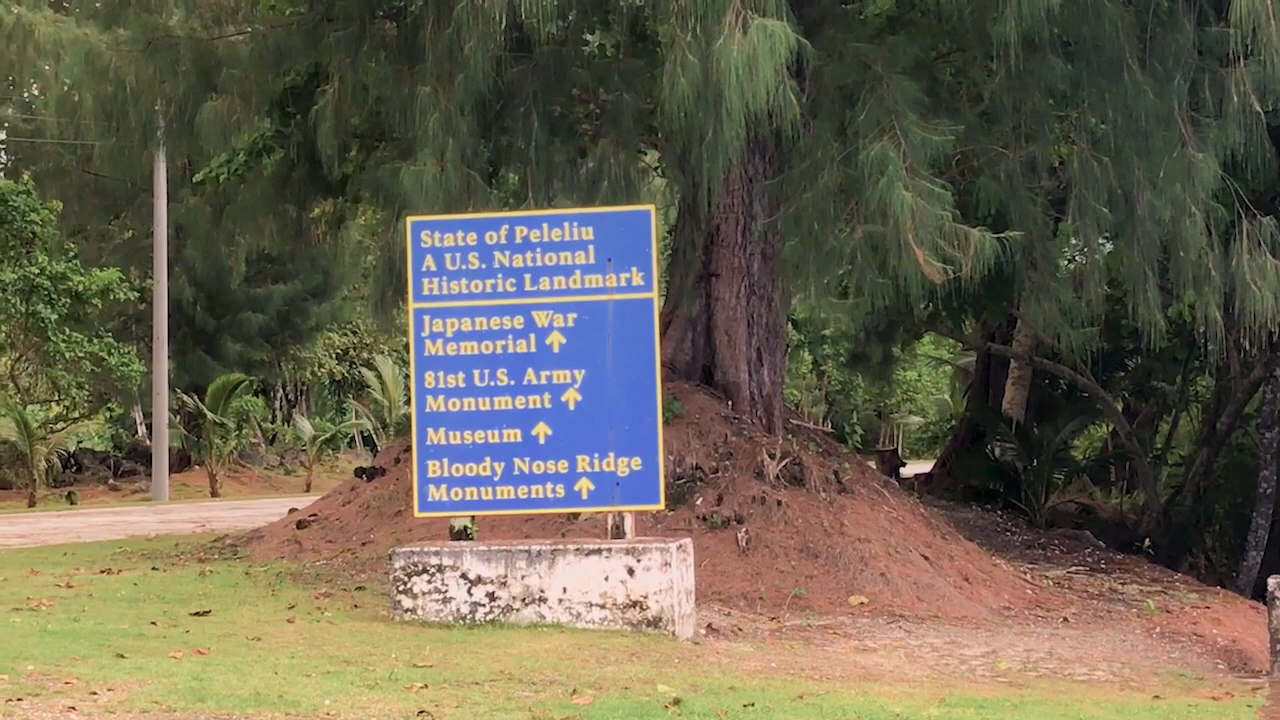 State of Peleliu
A U.S. National
Historic Landmark
Japanese War
Memorial ↑
81st U.S. Army
Monument ↑
Museum ↑
Bloody Nose Ridge
Monuments ↑